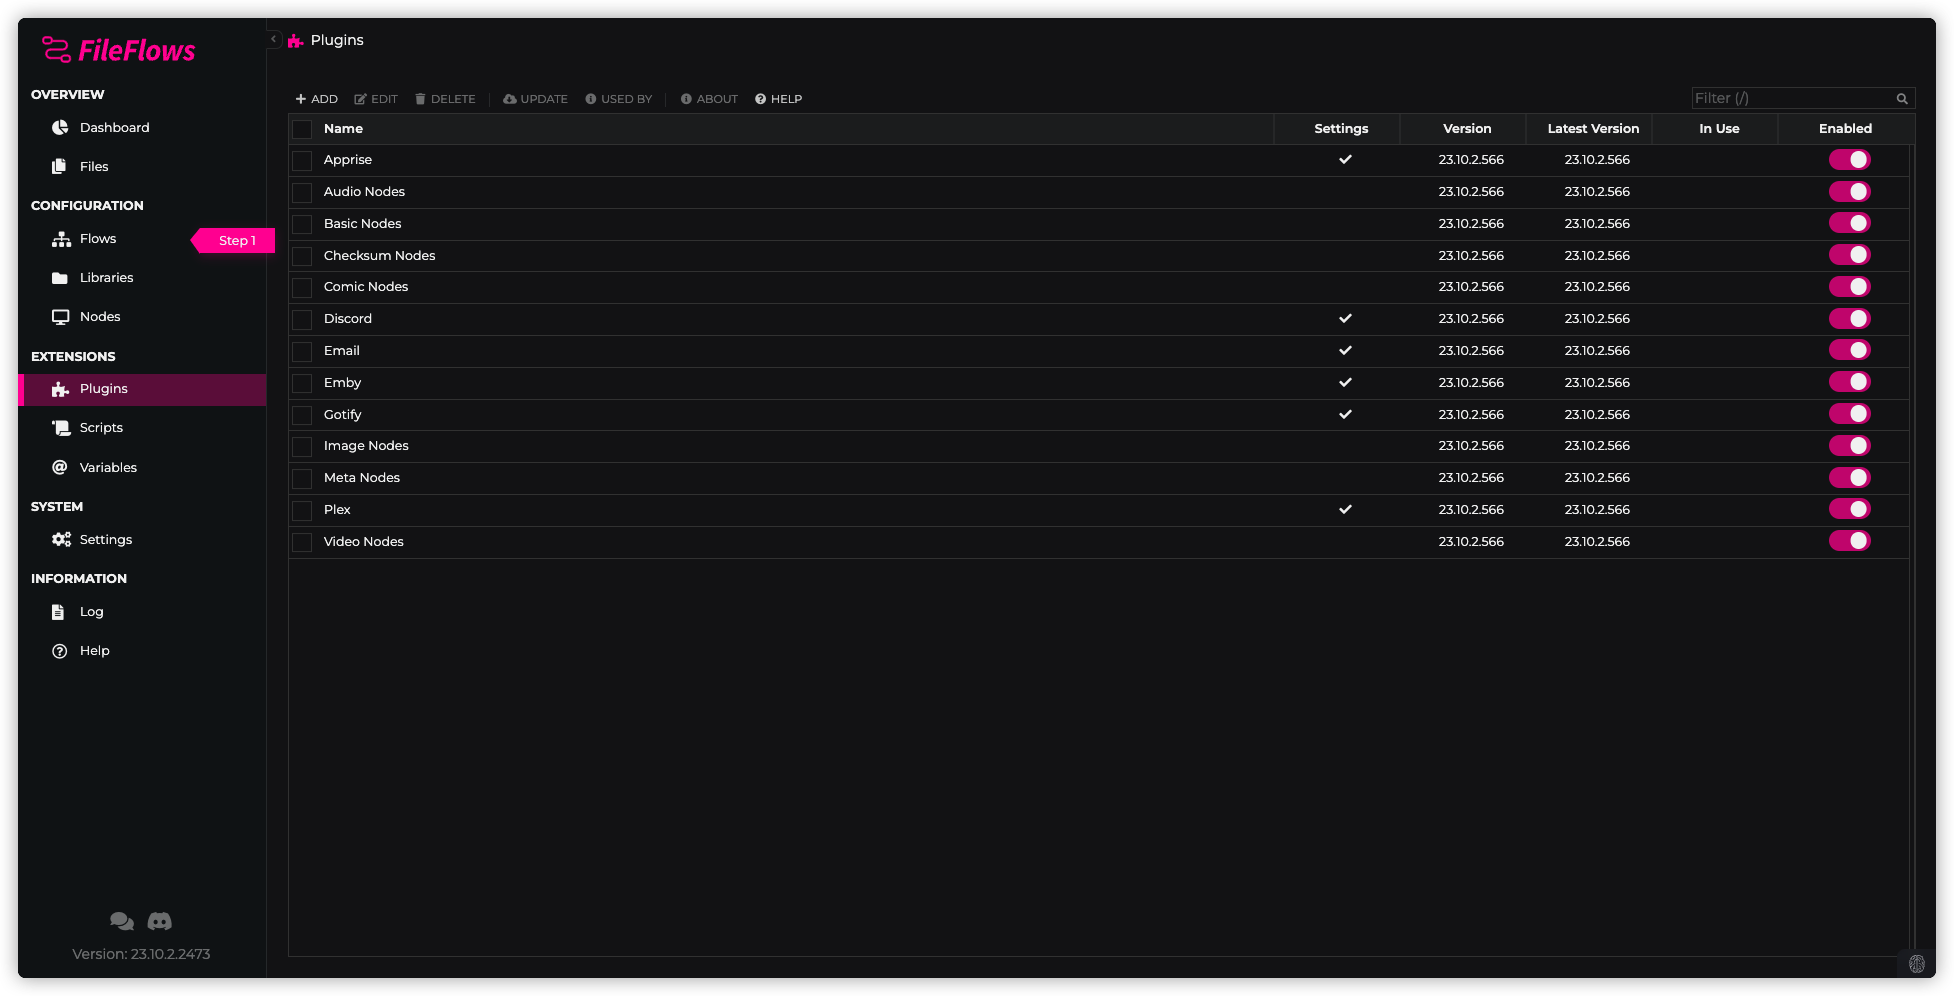 FileFlows
OVERVIEW
Dashboard
Files
CONFIGURATION
Flows
Step 1
Libraries
Nodes
EXTENSIONS
Plugins
Scripts
Variables
SYSTEM
Settings
INFORMATION
Log
Help
Version: 23.10.2.2473
Plugins
ADD EDIT DELETE UPDATE USED BY ABOUT HELP
Filter (/)
Name Settings Version Latest Version In Use Enabled
Apprise 23.10.2.566 23.10.2.566
Audio Nodes 23.10.2.566 23.10.2.566
Basic Nodes 23.10.2.566 23.10.2.566
Checksum Nodes 23.10.2.566 23.10.2.566
Comic Nodes 23.10.2.566 23.10.2.566
Discord 23.10.2.566 23.10.2.566
Email 23.10.2.566 23.10.2.566
Emby 23.10.2.566 23.10.2.566
Gotify 23.10.2.566 23.10.2.566
Image Nodes 23.10.2.566 23.10.2.566
Meta Nodes 23.10.2.566 23.10.2.566
Plex 23.10.2.566 23.10.2.566
Video Nodes 23.10.2.566 23.10.2.566